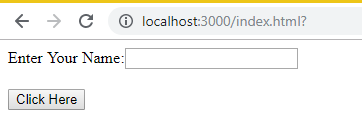 localhost:3000/index.html?
Enter Your Name:
Click Here